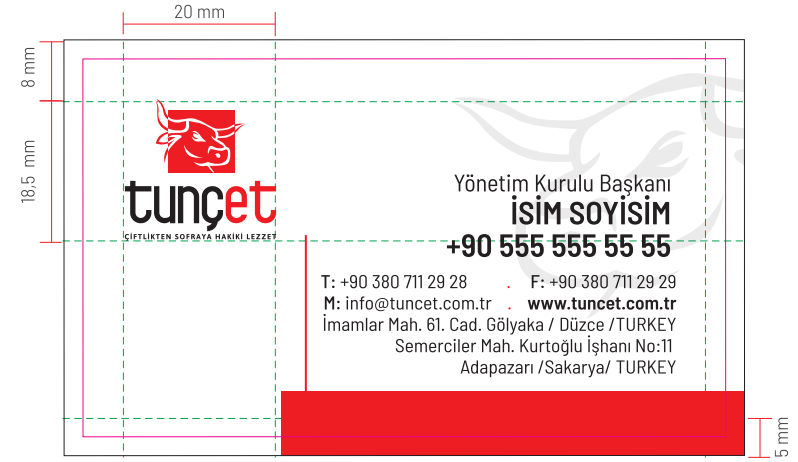 20 mm
8 mm
18,5 mm
tunçet
ÇİFTLİKTEN SOFRAYA HAKİKİ LEZZET
Yönetim Kurulu Başkanı
İSİM SOYİSİM
+90 555 555 55 55
T: +90 380 711 29 28 . F: +90 380 711 29 29
M: info@tuncet.com.tr . www.tuncet.com.tr
İmamlar Mah. 61. Cad. Gölyaka / Düzce /TURKEY
Semerciler Mah. Kurtoğlu İşhanı No:11
Adapazarı /Sakarya/ TURKEY
5 mm